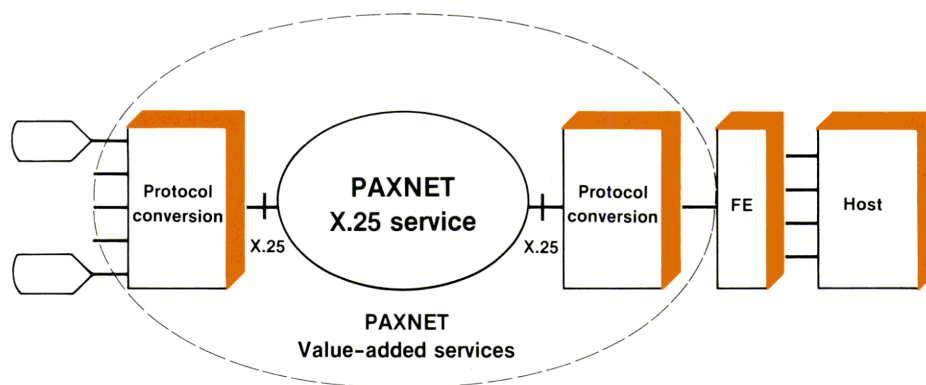 Protocol
conversion
X.25
PAXNET
X.25 service
X.25
Protocol
conversion
FE
Host
PAXNET
Value-added services